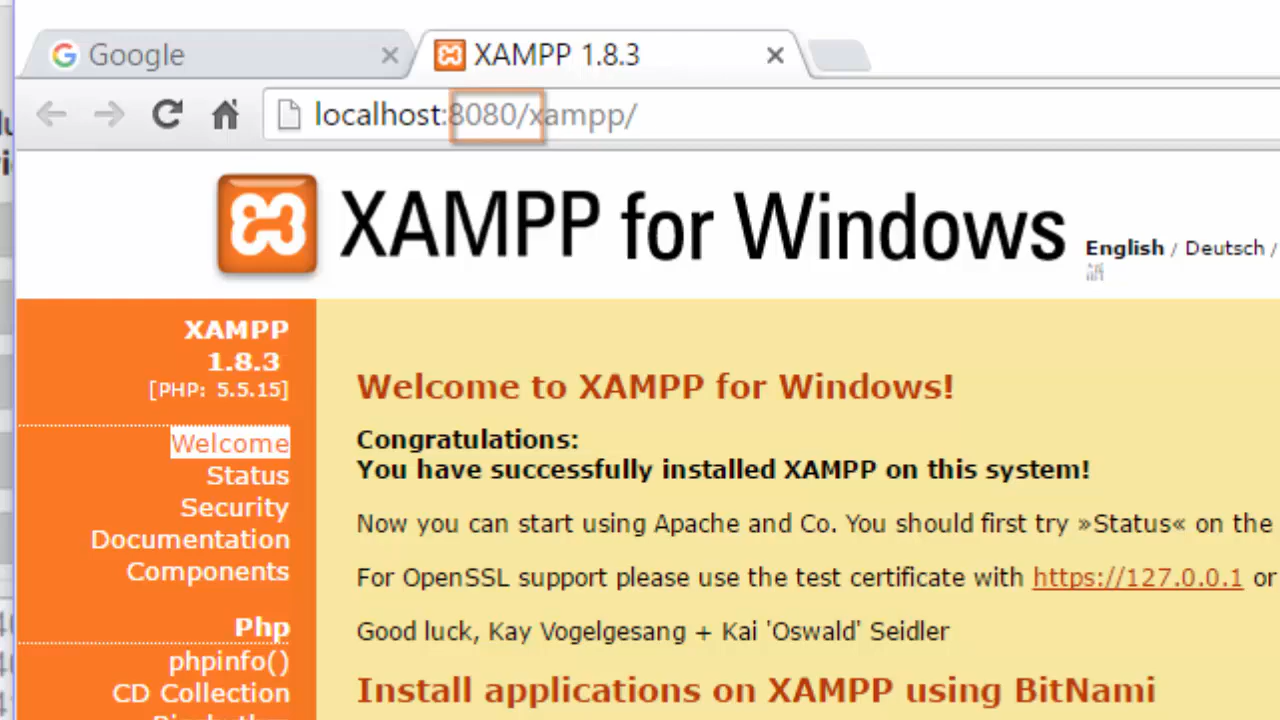 Google
XAMPP 1.8.3
localhost:8080/xampp/
XAMPP for Windows
English / Deutsch /
XAMPP
1.8.3
[PHP: 5.5.15]
Welcome
Status
Security
Documentation
Components
Php
phpinfo()
CD Collection
Welcome to XAMPP for Windows!
Congratulations:
You have successfully installed XAMPP on this system!
Now you can start using Apache and Co. You should first try »Status« on the
For OpenSSL support please use the test certificate with https://127.0.0.1 or
Good luck, Kay Vogelgesang + Kai 'Oswald' Seidler
Install applications on XAMPP using BitNami